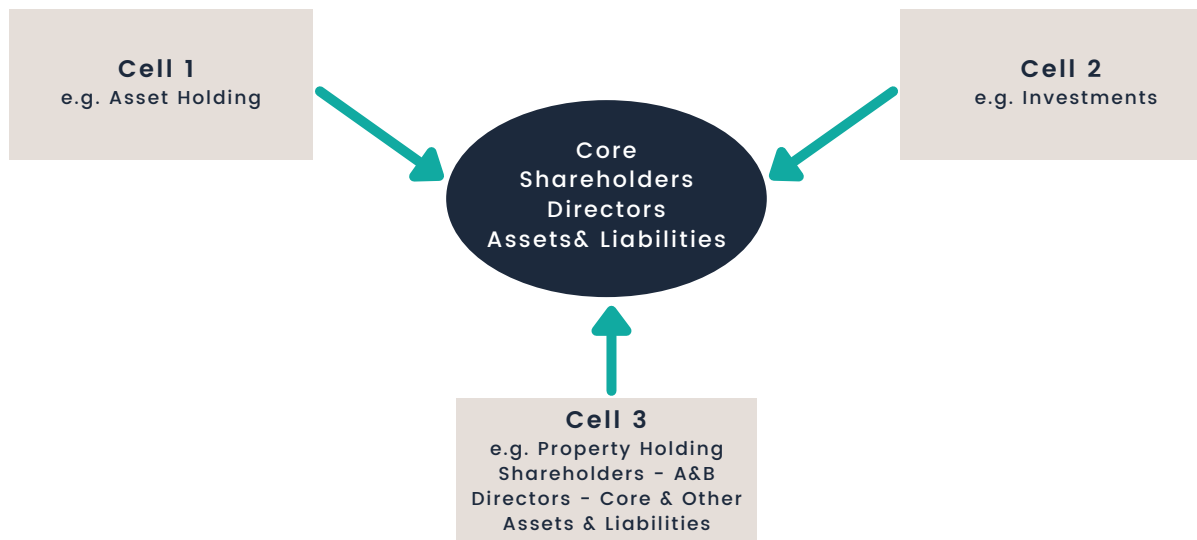 Cell 1
e.g. Asset Holding
Cell 2
e.g. Investments
Core
Shareholders
Directors
Assets& Liabilities
Cell 3
e.g. Property Holding
Shareholders - A&B
Directors - Core & Other
Assets & Liabilities